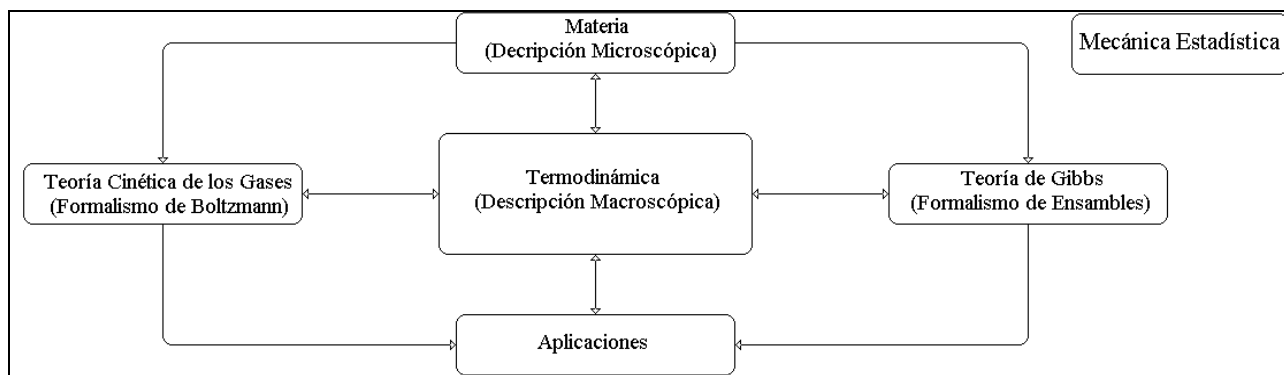 Materia
(Decripción Microscópica)
Mecánica Estadística
Teoría Cinética de los Gases
(Formalismo de Boltzmann)
Termodinámica
(Descripción Macroscópica)
Teoría de Gibbs
(Formalismo de Ensambles)
Aplicaciones